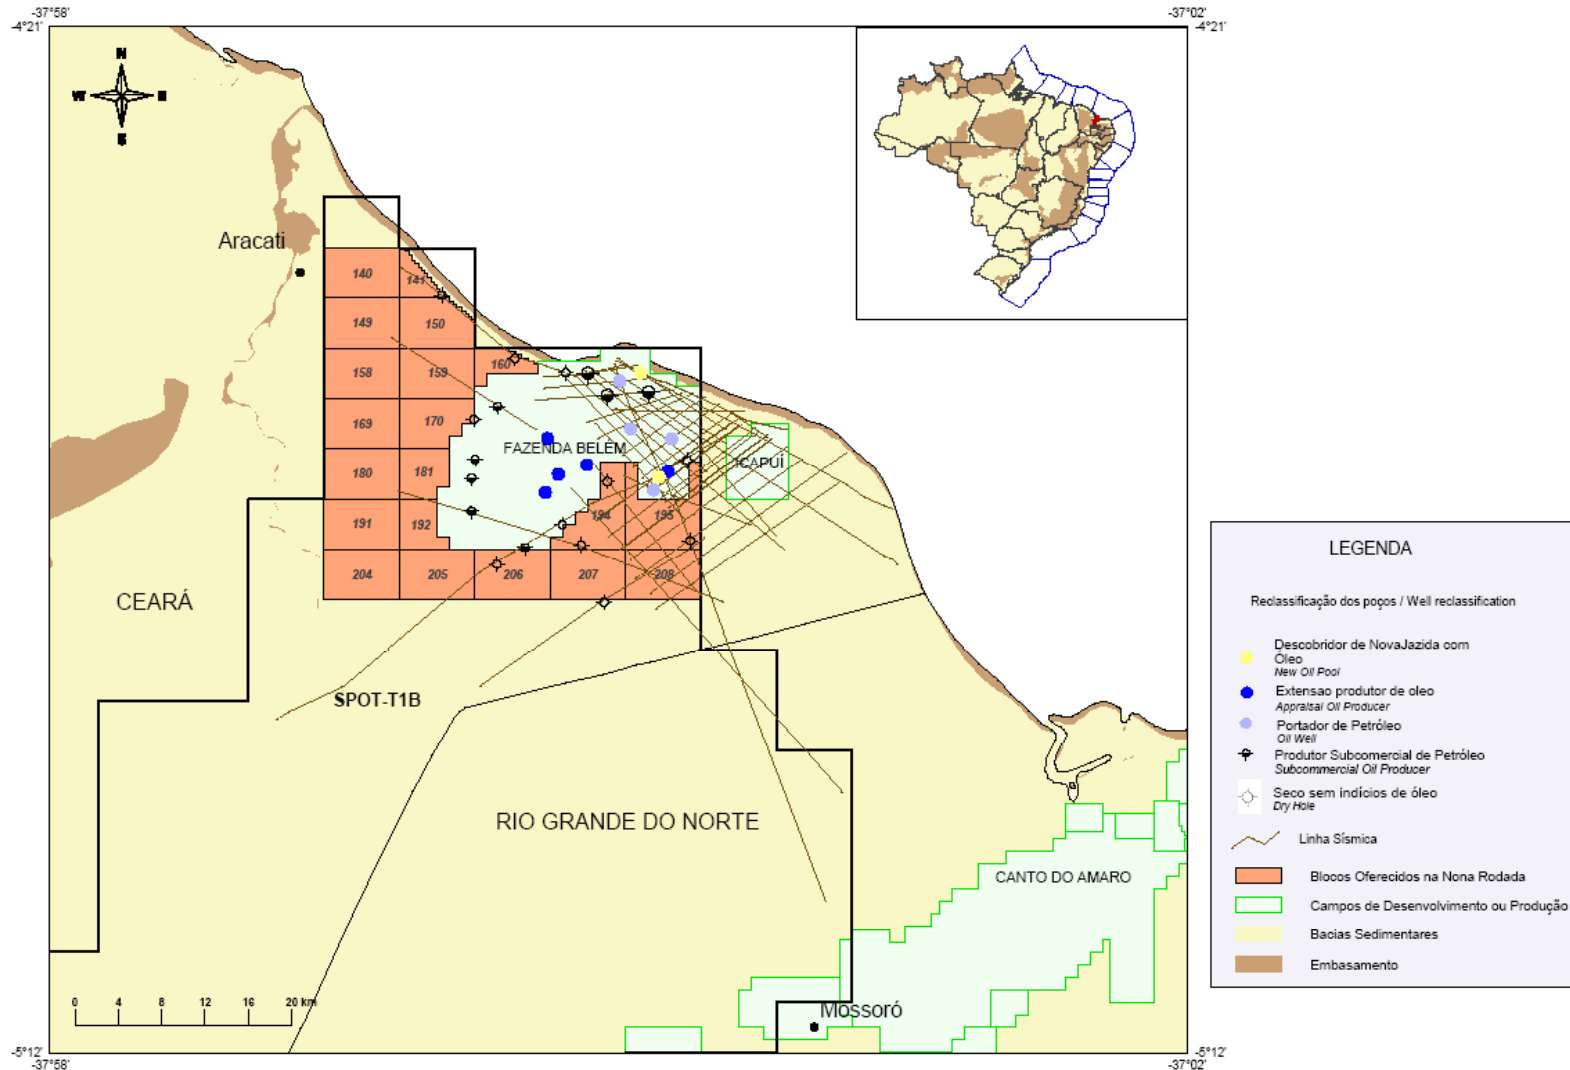 -37°58'
-37°02'
-4°21'
-4°21'
N
W
E
S
Aracati
140
141
149
150
158
159
160
169
170
FAZENDA BELÉM
ICAPUÍ
180
181
191
192
194
195
204
205
206
207
208
CEARÁ
SPOT-T1B
RIO GRANDE DO NORTE
CANTO DO AMARO
Mossoró
0 4 8 12 16 20 km
-5°12'
-5°12'
-37°58'
-37°02'
LEGENDA
Reclassificação dos poços / Well reclassification
Descobridor de NovaJazida com
Óleo
New Oil Pool
Extensao produtor de oleo
Appraisal Oil Producer
Portador de Petróleo
Oil Well
Produtor Subcomercial de Petróleo
Subcommercial Oil Producer
Seco sem indícios de óleo
Dry Hole
Linha Sísmica
Blocos Oferecidos na Nona Rodada
Campos de Desenvolvimento ou Produção
Bacias Sedimentares
Embasamento